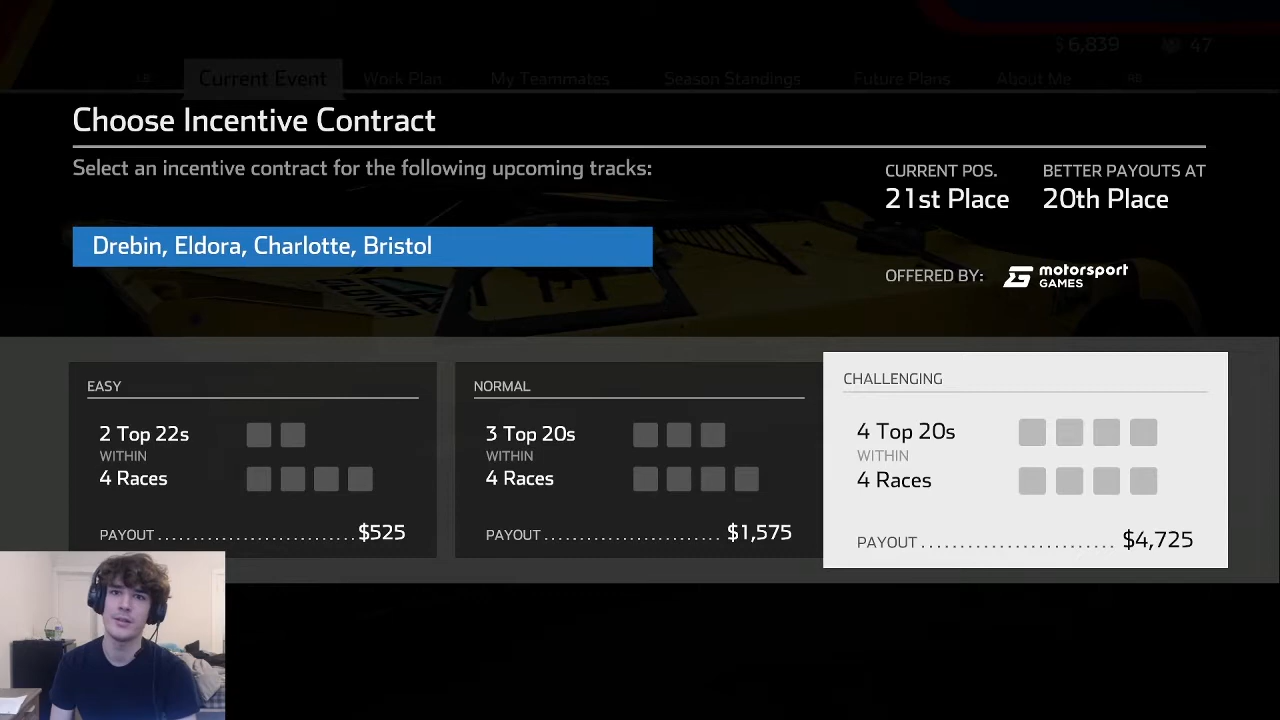 $ 6,839 47
LB Current Event Work Plan My Teammates Season Standings Future Plans About Me RB
Choose Incentive Contract
Select an incentive contract for the following upcoming tracks:
CURRENT POS. BETTER PAYOUTS AT
21st Place 20th Place
Drebin, Eldora, Charlotte, Bristol
OFFERED BY: motorsport
GAMES
EASY
2 Top 22s
WITHIN
4 Races
PAYOUT ............................ $525
NORMAL
3 Top 20s
WITHIN
4 Races
PAYOUT ......................... $1,575
CHALLENGING
4 Top 20s
WITHIN
4 Races
PAYOUT ........................... $4,725